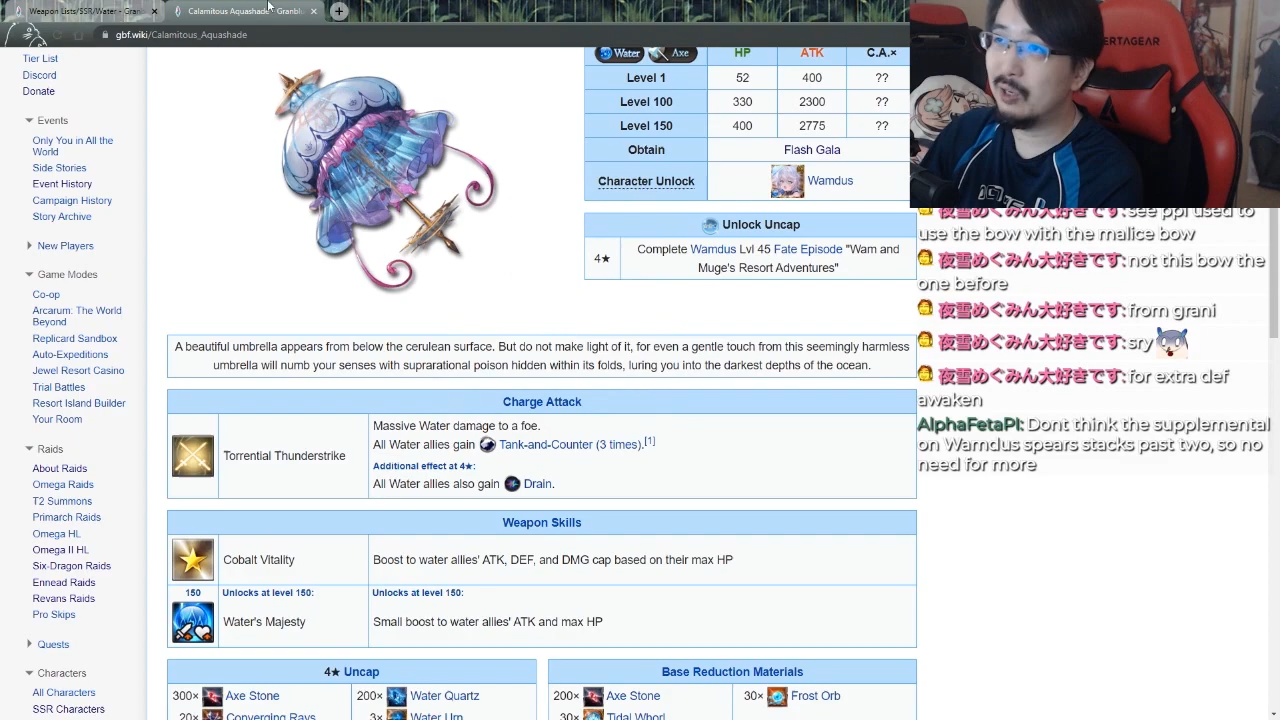 Weapon Lists/SSR/Water - Gran
Calamitous Aquashade - Granblu
gbf.wiki/Calamitous_Aquashade
Tier List
Discord
Donate
Events
Only You in All the
World
Side Stories
Event History
Campaign History
Story Archive
New Players
Game Modes
Co-op
Arcarum: The World
Beyond
Replicard Sandbox
Auto-Expeditions
Jewel Resort Casino
Trial Battles
Resort Island Builder
Your Room
Raids
About Raids
Omega Raids
T2 Summons
Primarch Raids
Omega HL
Omega II HL
Six-Dragon Raids
Ennead Raids
Revans Raids
Pro Skips
Quests
Characters
All Characters
SSR Characters
Water Axe HP ATK C.A.×
Level 1 52 400 ??
Level 100 330 2300 ??
Level 150 400 2775 ??
Obtain Flash Gala
Character Unlock Wamdus
Unlock Uncap
4★ Complete Wamdus Lvl 45 Fate Episode "Wam and
Muge's Resort Adventures"
A beautiful umbrella appears from below the cerulean surface. But do not make light of it, for even a gentle touch from this seemingly harmless
umbrella will numb your senses with suprarational poison hidden within its folds, luring you into the darkest depths of the ocean.
Charge Attack
Torrential Thunderstrike
Massive Water damage to a foe.
All Water allies gain Tank-and-Counter (3 times).[1]
Additional effect at 4★:
All Water allies also gain Drain.
Weapon Skills
Cobalt Vitality Boost to water allies' ATK, DEF, and DMG cap based on their max HP
150 Unlocks at level 150: Unlocks at level 150:
Water's Majesty Small boost to water allies' ATK and max HP
4★ Uncap
300× Axe Stone 200× Water Quartz
20× Converging Rays 3× Water Urn
Base Reduction Materials
200× Axe Stone 30× Frost Orb
30× Tidal Whorl
ERTAGEAR
夜雪めぐみん大好きです: see ppl used to
use the bow with the malice bow
夜雪めぐみん大好きです: not this bow the
one before
夜雪めぐみん大好きです: from grani
夜雪めぐみん大好きです: sry
夜雪めぐみん大好きです: for extra def
awaken
AlphaFetaPI: Dont think the supplemental
on Wamdus spears stacks past two, so no
need for more